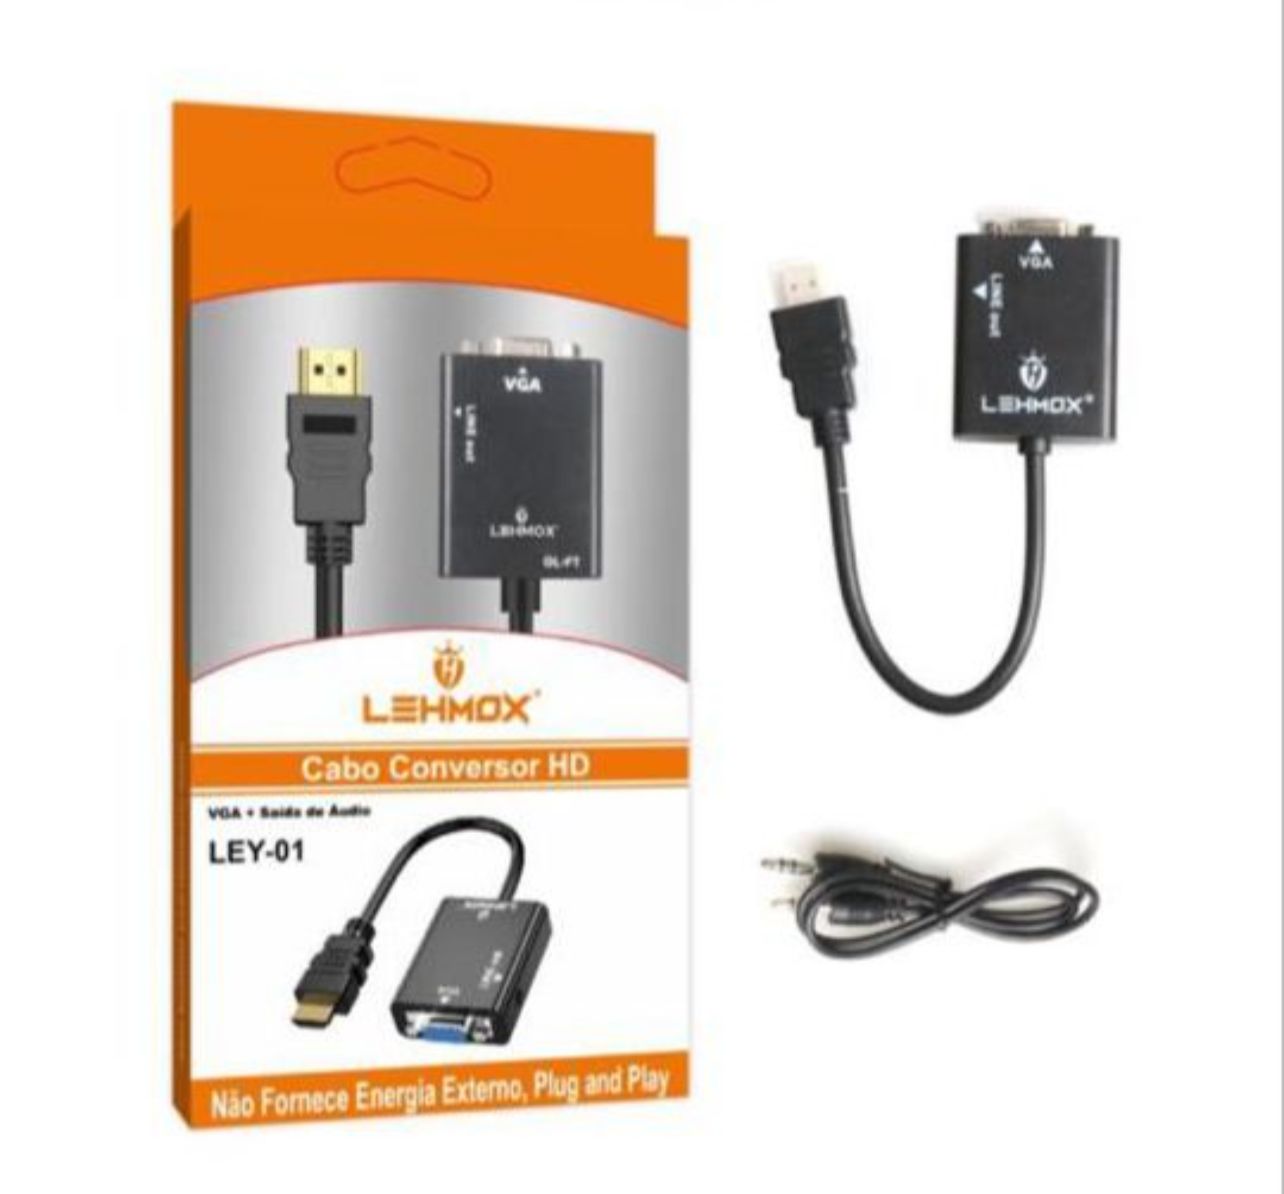 VGA
LINE out
LEHMOX
LEHMOX
Cabo Conversor HD
VGA + Saída de Áudio
LEY-01
VGA
Não Fornece Energia Externo, Plug and Play
VGA
LINE out
LEHMOX